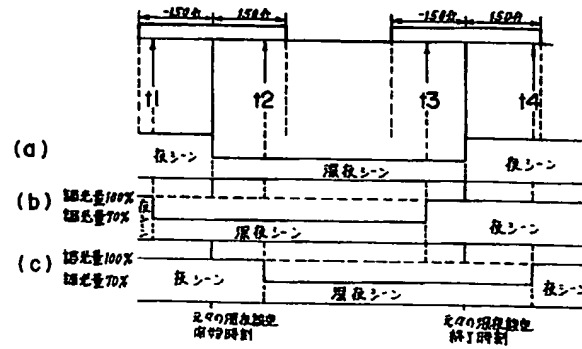 -150分 150分 -150分 150分
t1 t2 t3 t4
(a)
夜シーン 深夜シーン 夜シーン
(b)
調光量100%
調光量70%
夜シーン 深夜シーン 夜シーン
(c)
調光量100%
調光量70%
夜シーン 深夜シーン 夜シーン
元々の深夜設定
開始時刻
元々の深夜設定
終了時刻